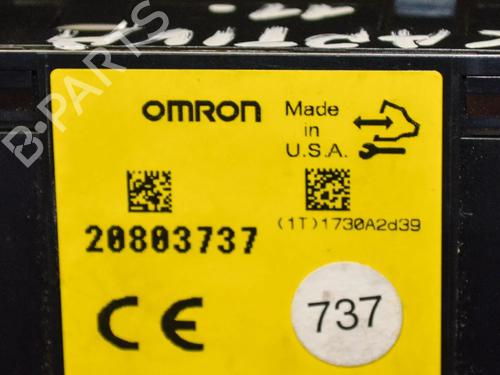 OMRON
Made
in
U.S.A.
20803737
(1T)1730A2d39
CE
737
B-PARTS